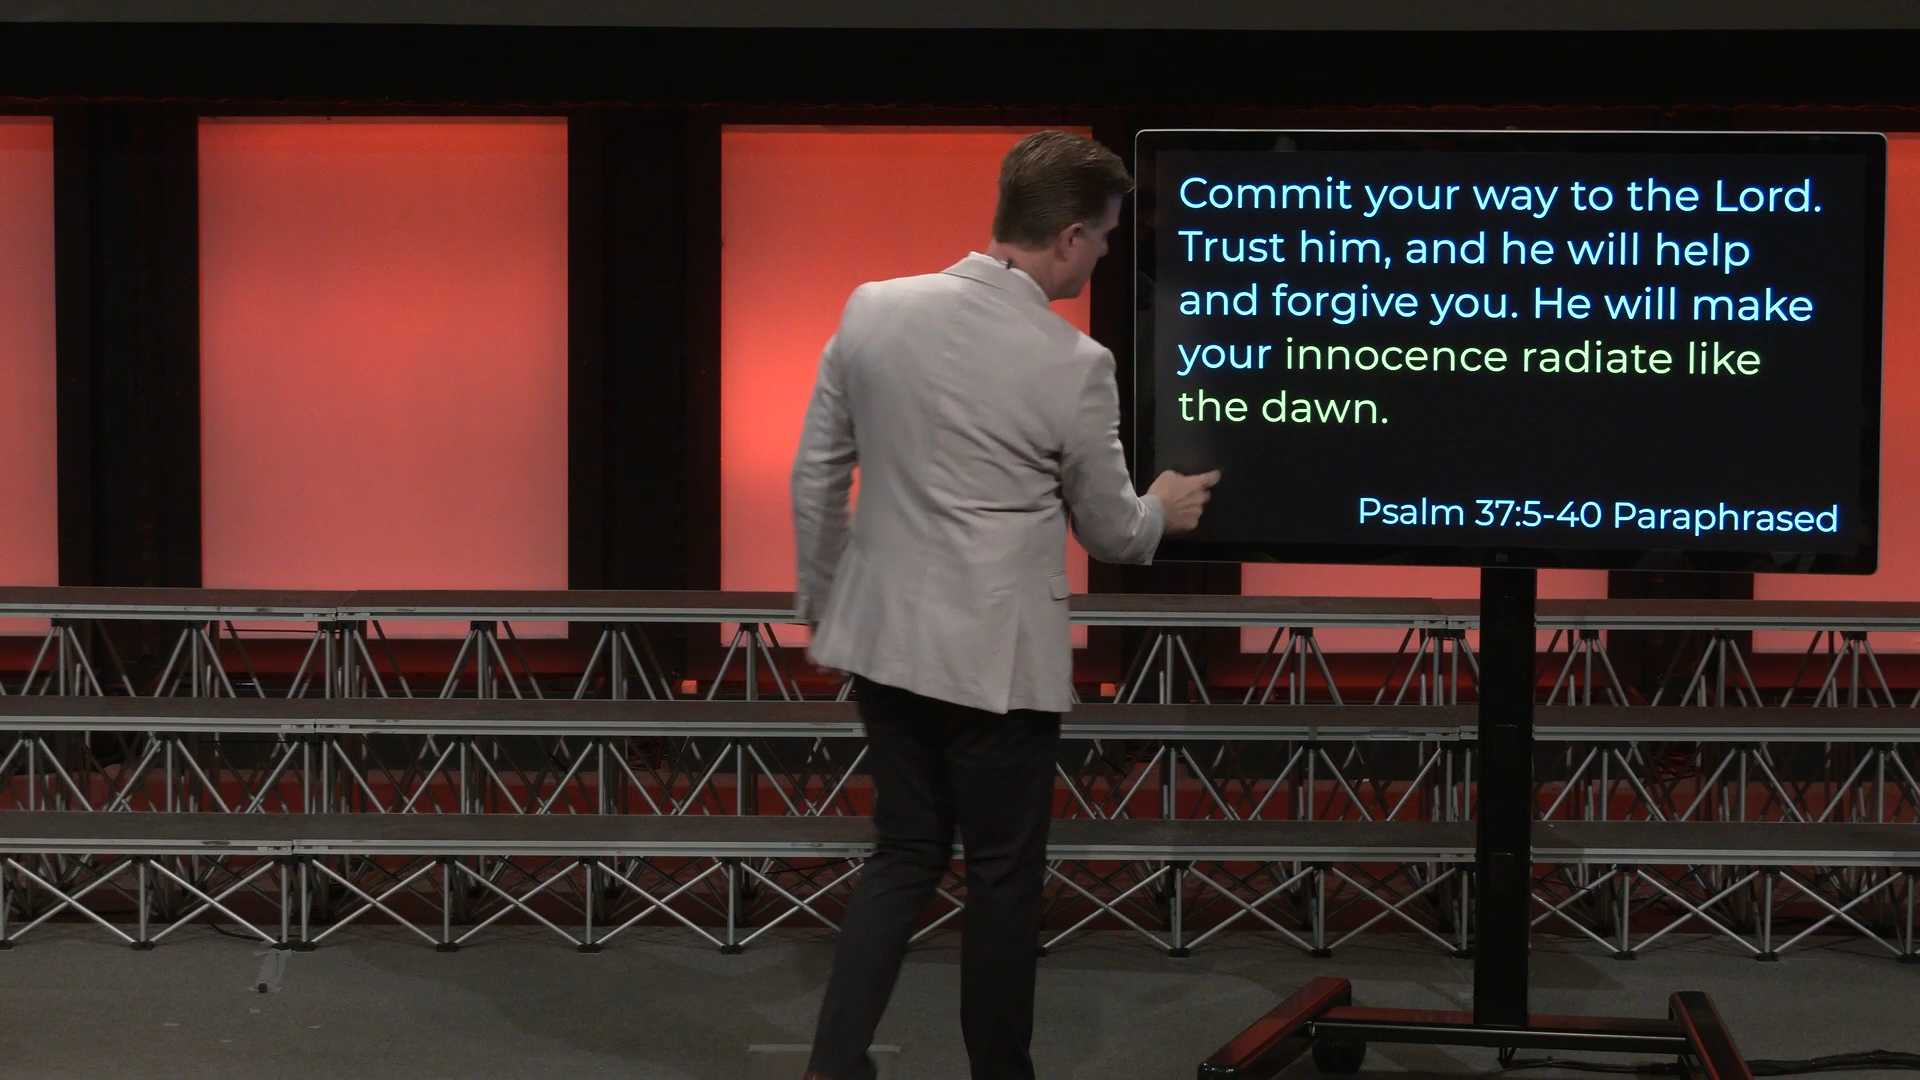 Commit your way to the Lord.
Trust him, and he will help
and forgive you. He will make
your innocence radiate like
the dawn.
Psalm 37:5-40 Paraphrased